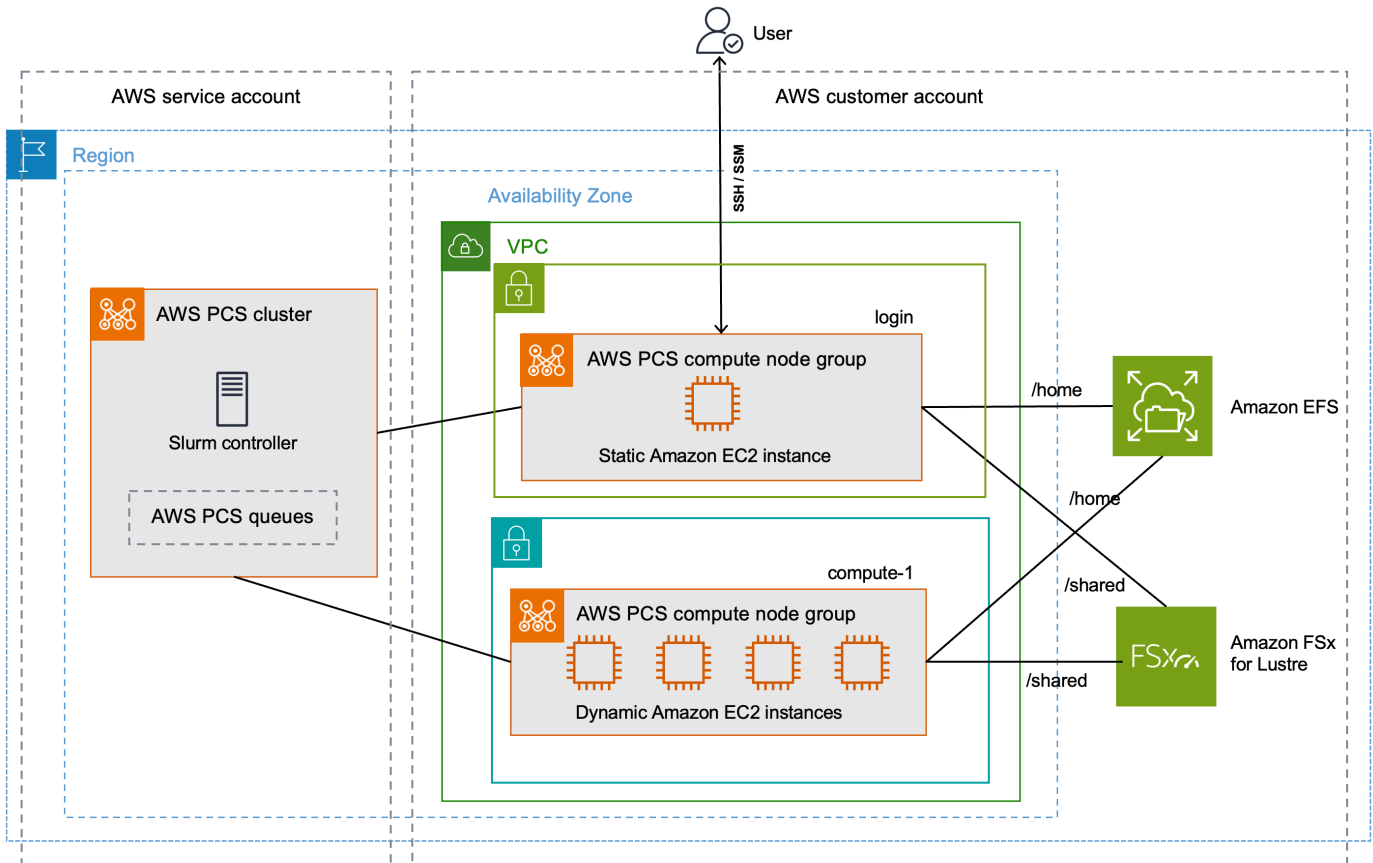 User
AWS service account
AWS customer account
Region
SSH / SSM
Availability Zone
VPC
AWS PCS cluster
login
AWS PCS compute node group
Slurm controller
Static Amazon EC2 instance
AWS PCS queues
/home
Amazon EFS
/home
compute-1
/shared
AWS PCS compute node group
Dynamic Amazon EC2 instances
/shared
FSx
Amazon FSx
for Lustre